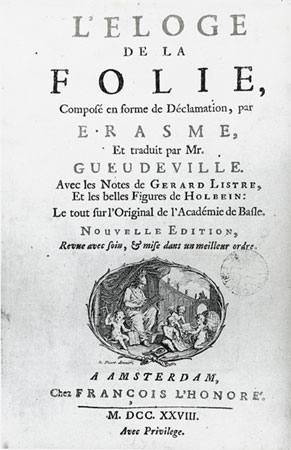 L'ELOGE
DE LA
FOLIE,
Composé en forme de Déclamation, par
ERASME,
Et traduit par Mr.
GUEUDEVILLE.
Avec les Notes de GERARD LISTRE,
Et les belles Figures de HOLBEIN:
Le tout sur l'Original de l'Académie de Basle.
NOUVELLE EDITION,
Revue avec soin, & mise dans un meilleur ordre.
A AMSTERDAM,
Chez FRANÇOIS L'HONORÉ.
M. DCC. XXVIII.
Avec Privilege.